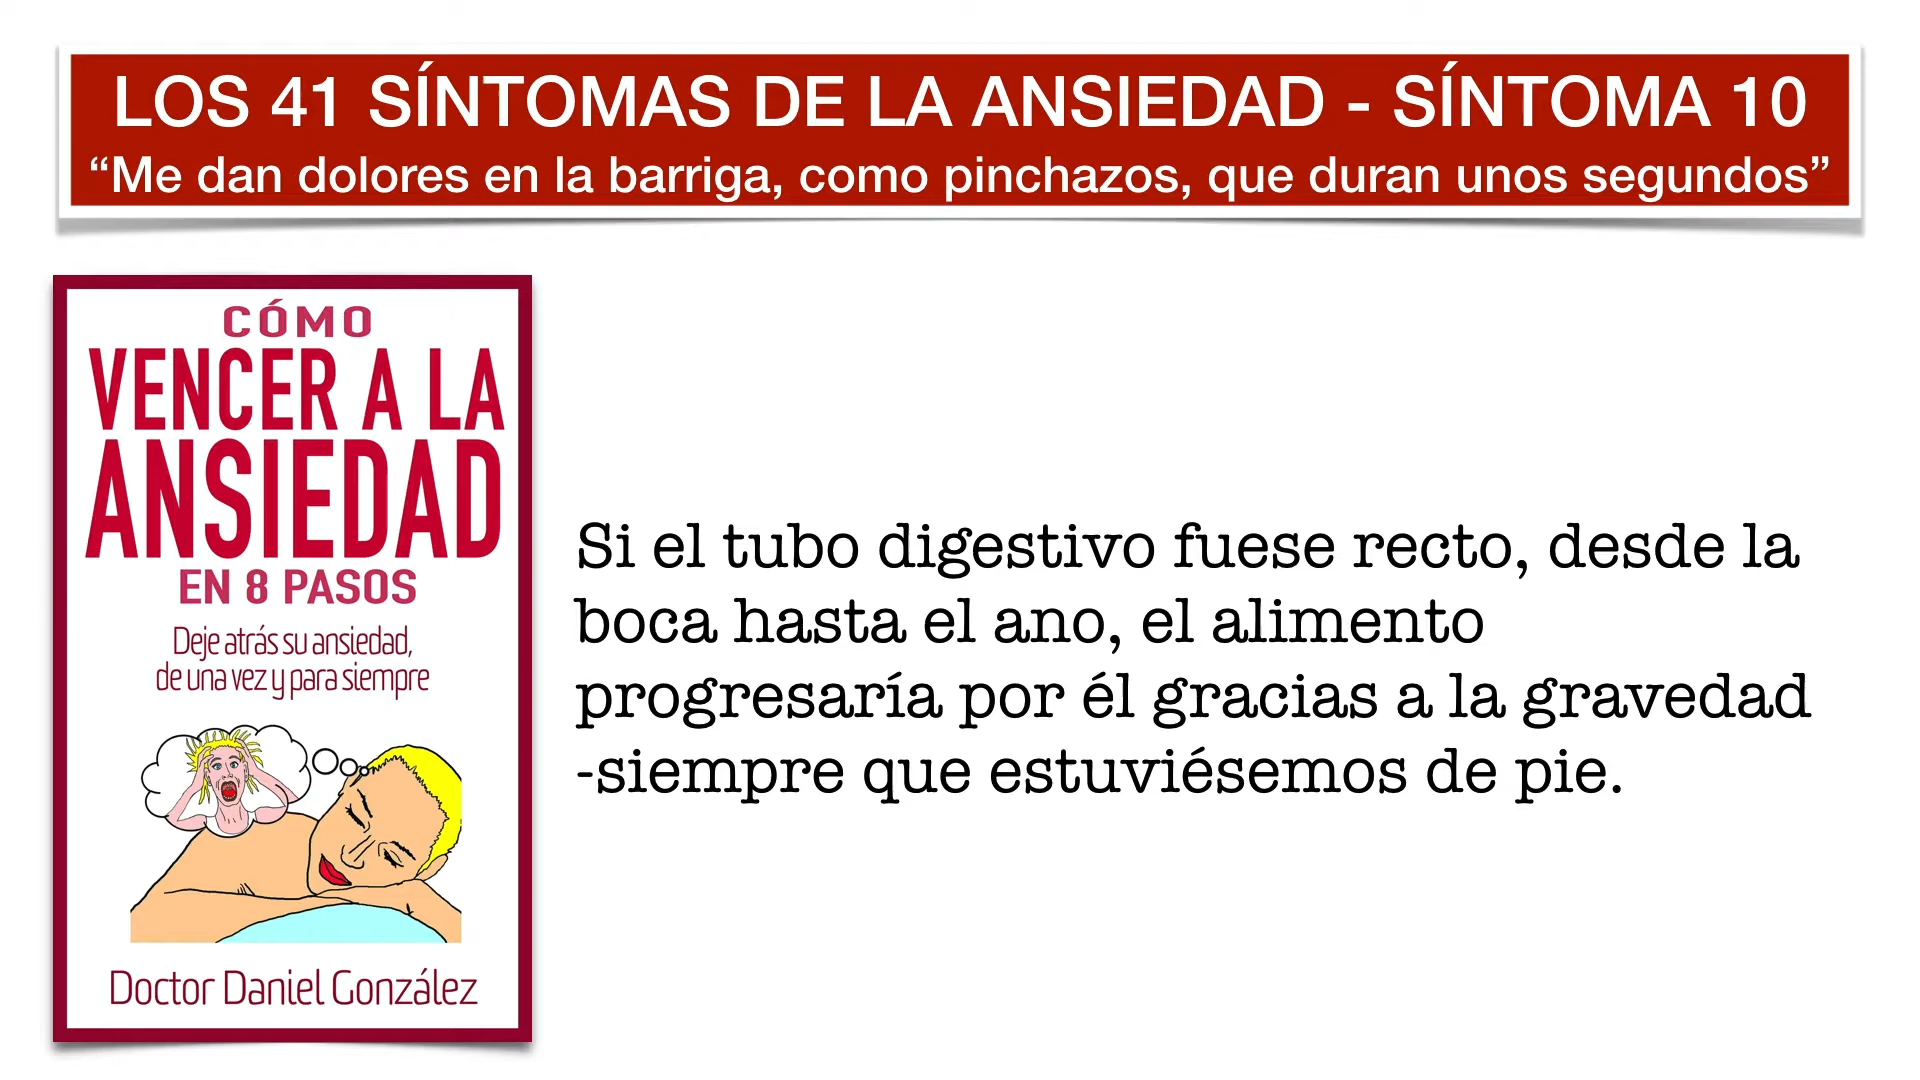 LOS 41 SÍNTOMAS DE LA ANSIEDAD - SÍNTOMA 10
“Me dan dolores en la barriga, como pinchazos, que duran unos segundos”
CÓMO
VENCER A LA
ANSIEDAD
EN 8 PASOS
Deje atrás su ansiedad,
de una vez y para siempre
Doctor Daniel González
Si el tubo digestivo fuese recto, desde la
boca hasta el ano, el alimento
progresaría por él gracias a la gravedad
-siempre que estuviésemos de pie.